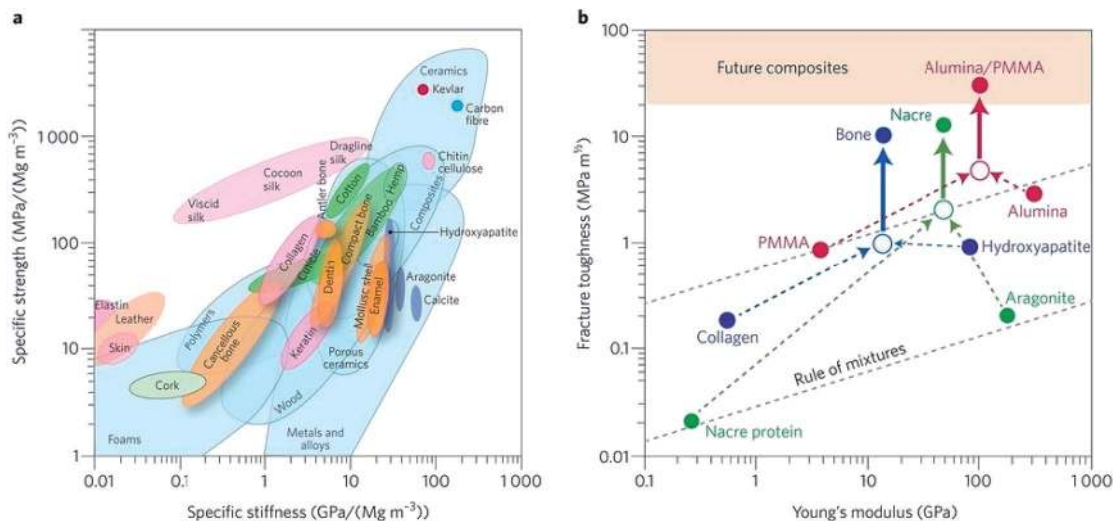 a
Specific strength (MPa/(Mg m⁻³))
1 000
100
10
1
0.01
0.1
1
10
100
1 000
Specific stiffness (GPa/(Mg m⁻³))
Ceramics
Kevlar
Carbon
fibre
Chitin
cellulose
Dragline
silk
Cocoon
silk
Viscid
silk
Antler bone
Cotton
Hemp
Bamboo
Compact bone
Composites
Hydroxyapatite
Collagen
Cuticle
Dentin
Mollusc shell
Enamel
Aragonite
Calcite
Elastin
Leather
Skin
Polymers
Cancellous
bone
Keratin
Porous
ceramics
Cork
Wood
Foams
Metals and
alloys
b
Fracture toughness (MPa m½)
100
10
1
0.1
0.01
0.1
1
10
100
1 000
Young's modulus (GPa)
Future composites
Alumina/PMMA
Bone
Nacre
Alumina
PMMA
Hydroxyapatite
Aragonite
Collagen
Rule of mixtures
Nacre protein